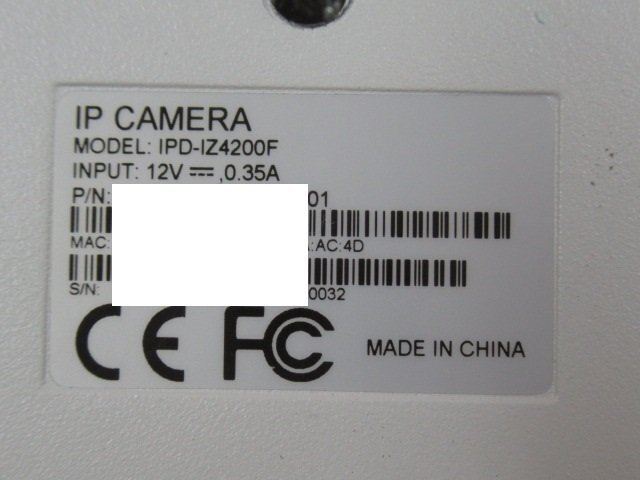 IP CAMERA
MODEL: IPD-IZ4200F
INPUT: 12V⎓,0.35A
P/N: 01
MAC: :AC:4D
S/N: 0032
CE FC MADE IN CHINA